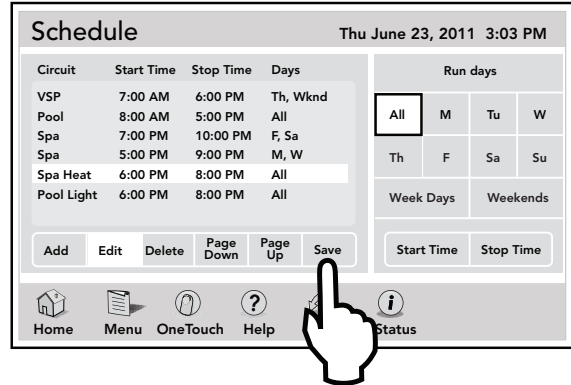 Schedule Thu June 23, 2011 3:03 PM
Circuit Start Time Stop Time Days
VSP 7:00 AM 6:00 PM Th, Wknd
Pool 8:00 AM 5:00 PM All
Spa 7:00 PM 10:00 PM F, Sa
Spa 5:00 PM 9:00 PM M, W
Spa Heat 6:00 PM 8:00 PM All
Pool Light 6:00 PM 8:00 PM All
Add Edit Delete Page Down Page Up Save
Run days
All M Tu W
Th F Sa Su
Week Days Weekends
Start Time Stop Time
Home Menu OneTouch Help Status